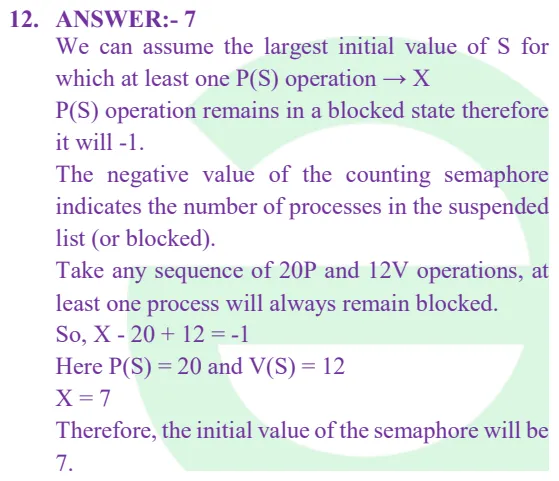 12. ANSWER:- 7
We can assume the largest initial value of S for
which at least one P(S) operation → X
P(S) operation remains in a blocked state therefore
it will -1.
The negative value of the counting semaphore
indicates the number of processes in the suspended
list (or blocked).
Take any sequence of 20P and 12V operations, at
least one process will always remain blocked.
So, X - 20 + 12 = -1
Here P(S) = 20 and V(S) = 12
X = 7
Therefore, the initial value of the semaphore will be
7.